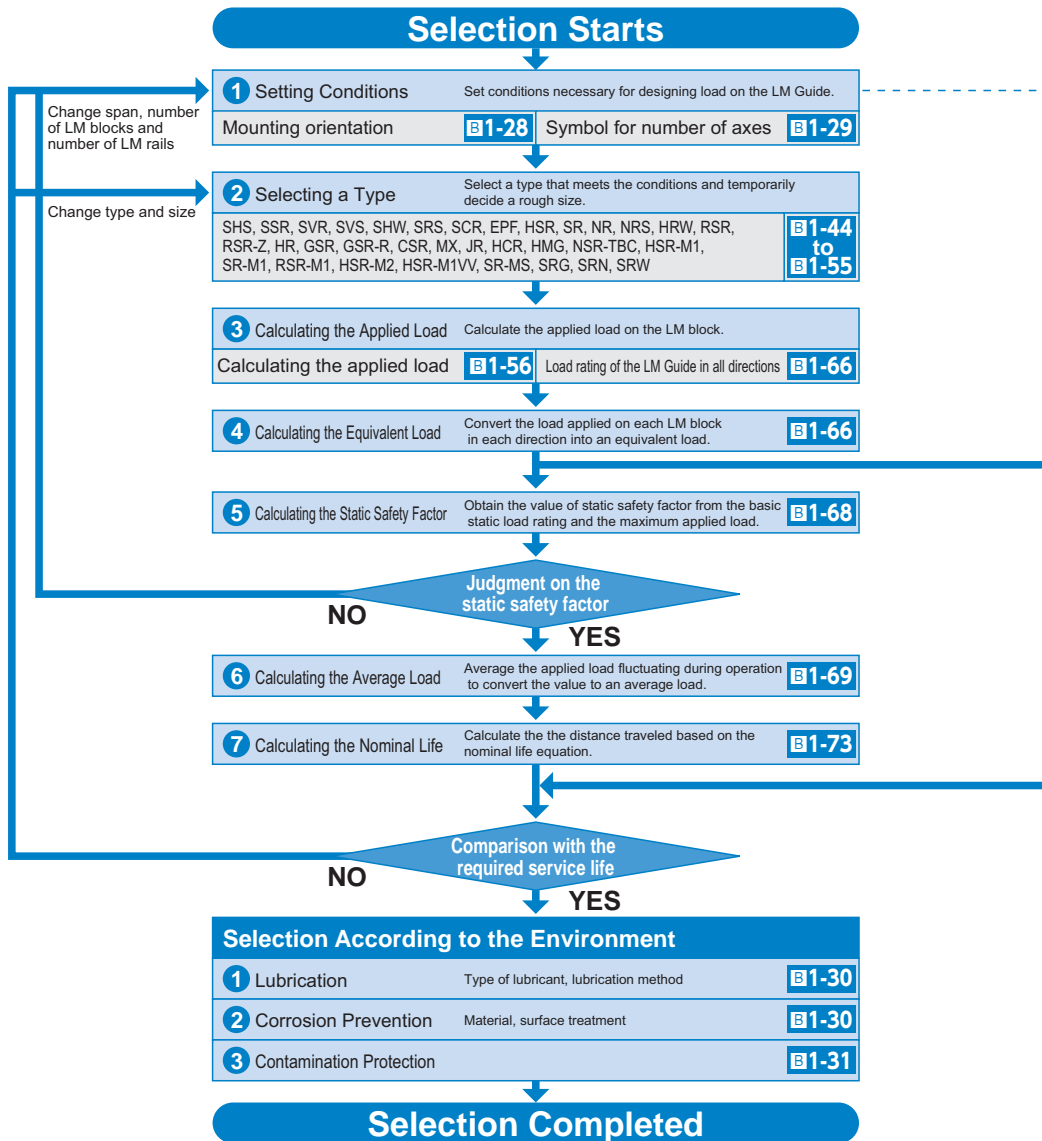 Selection Starts
1 Setting Conditions Set conditions necessary for designing load on the LM Guide.
Change span, number
of LM blocks and
number of LM rails
Mounting orientation B1-28 Symbol for number of axes B1-29
2 Selecting a Type Select a type that meets the conditions and temporarily
decide a rough size.
Change type and size
SHS, SSR, SVR, SVS, SHW, SRS, SCR, EPF, HSR, SR, NR, NRS, HRW, RSR,
RSR-Z, HR, GSR, GSR-R, CSR, MX, JR, HCR, HMG, NSR-TBC, HSR-M1,
SR-M1, RSR-M1, HSR-M2, HSR-M1VV, SR-MS, SRG, SRN, SRW
B1-44
to
B1-55
3 Calculating the Applied Load Calculate the applied load on the LM block.
Calculating the applied load B1-56 Load rating of the LM Guide in all directions B1-66
4 Calculating the Equivalent Load Convert the load applied on each LM block
in each direction into an equivalent load.
B1-66
5 Calculating the Static Safety Factor Obtain the value of static safety factor from the basic
static load rating and the maximum applied load.
B1-68
Judgment on the
static safety factor
NO
YES
6 Calculating the Average Load Average the applied load fluctuating during operation
to convert the value to an average load.
B1-69
7 Calculating the Nominal Life Calculate the the distance traveled based on the
nominal life equation.
B1-73
Comparison with the
required service life
NO
YES
Selection According to the Environment
1 Lubrication Type of lubricant, lubrication method B1-30
2 Corrosion Prevention Material, surface treatment B1-30
3 Contamination Protection B1-31
Selection Completed